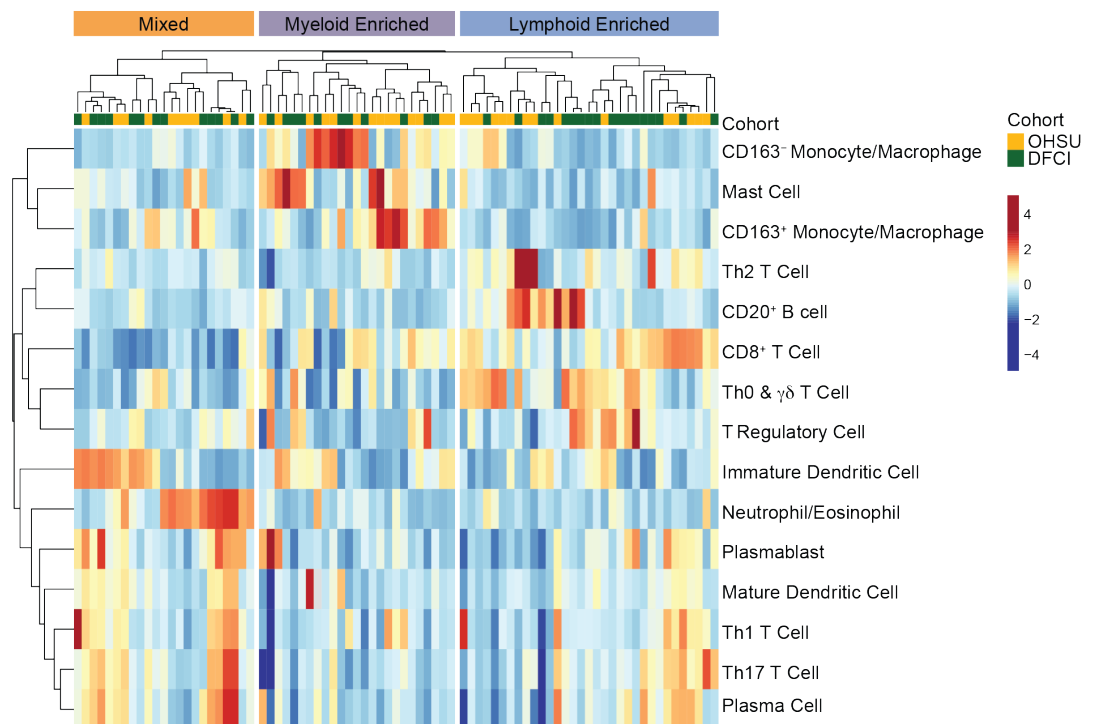 Mixed
Myeloid Enriched
Lymphoid Enriched
Cohort
CD163⁻ Monocyte/Macrophage
Mast Cell
CD163⁺ Monocyte/Macrophage
Th2 T Cell
CD20⁺ B cell
CD8⁺ T Cell
Th0 & γδ T Cell
T Regulatory Cell
Immature Dendritic Cell
Neutrophil/Eosinophil
Plasmablast
Mature Dendritic Cell
Th1 T Cell
Th17 T Cell
Plasma Cell
Cohort
OHSU
DFCI
4
2
0
−2
−4